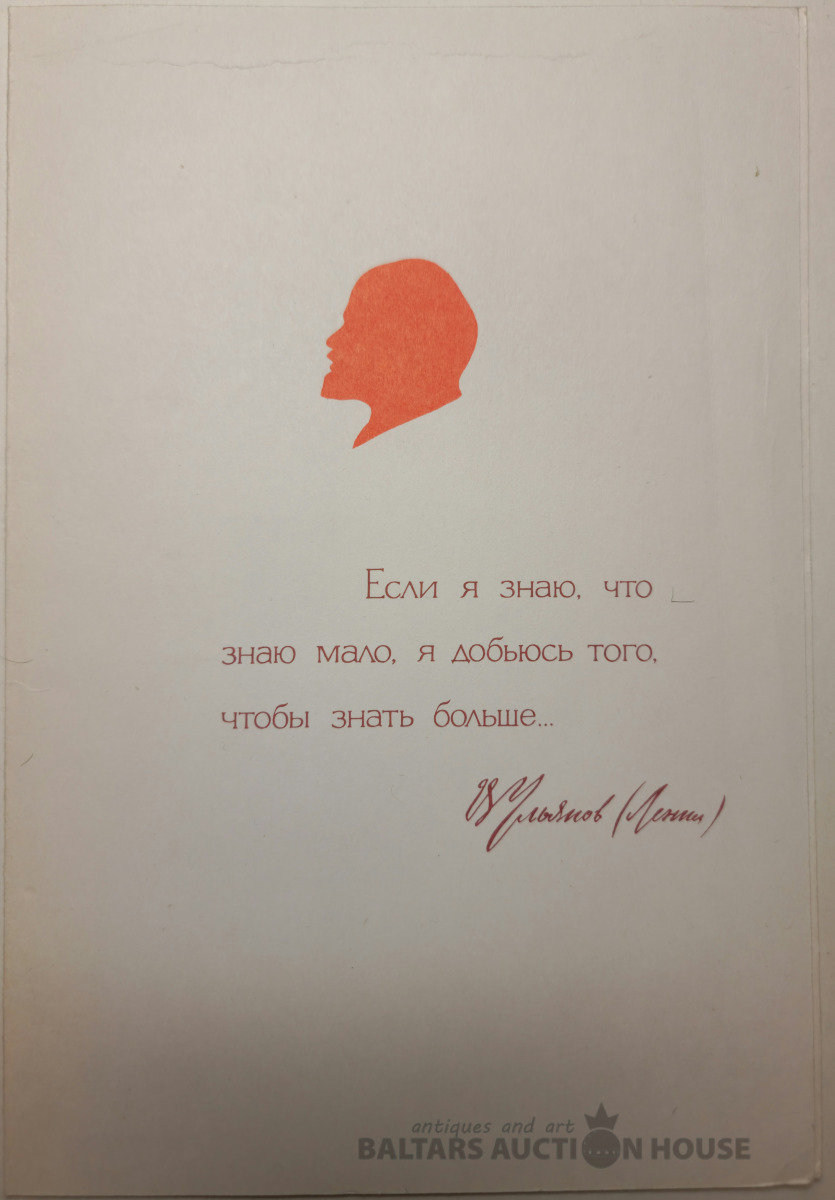 Если я знаю, что
знаю мало, я добьюсь того,
чтобы знать больше...
В Ульянов (Ленин)
antiques and art
BALTARS AUCTION HOUSE